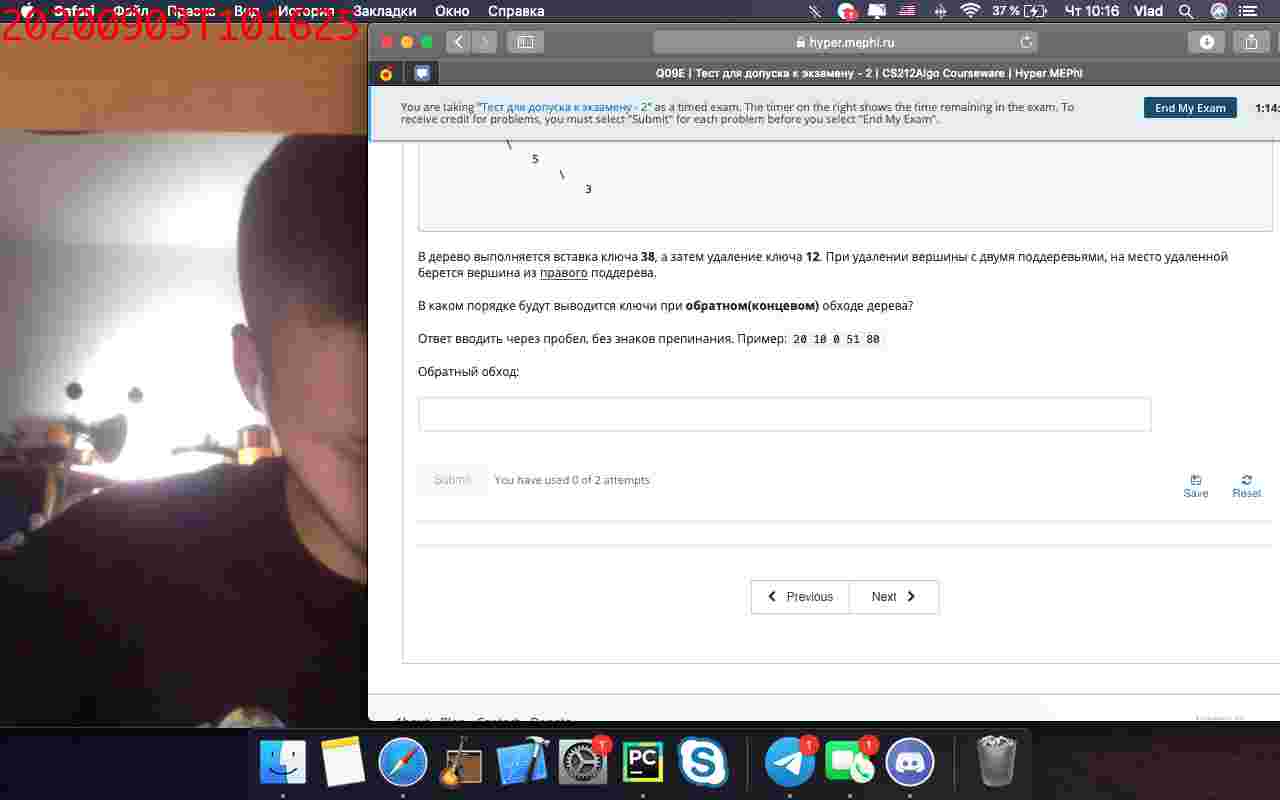 Safari Файл Правка Вид История Закладки Окно Справка 37 % Чт 10:16 Vlad
20200903T101625
hyper.mephi.ru
Q09E | Тест для допуска к экзамену - 2 | CS212Algo Courseware | Hyper.MEPhI
You are taking "Тест для допуска к экзамену - 2" as a timed exam. The timer on the right shows the time remaining in the exam. To
receive credit for problems, you must select "Submit" for each problem before you select "End My Exam".
End My Exam
1:14:
\
5
\
3
В дерево выполняется вставка ключа 38, а затем удаление ключа 12. При удалении вершины с двумя поддеревьями, на место удаленной
берется вершина из правого поддерева.
В каком порядке будут выводится ключи при обратном(концевом) обходе дерева?
Ответ вводить через пробел, без знаков препинания. Пример: 20 10 0 51 80
Обратный обход:
Submit You have used 0 of 2 attempts
Save Reset
Previous Next
About Blog Contact Donate
1
PC
1
1